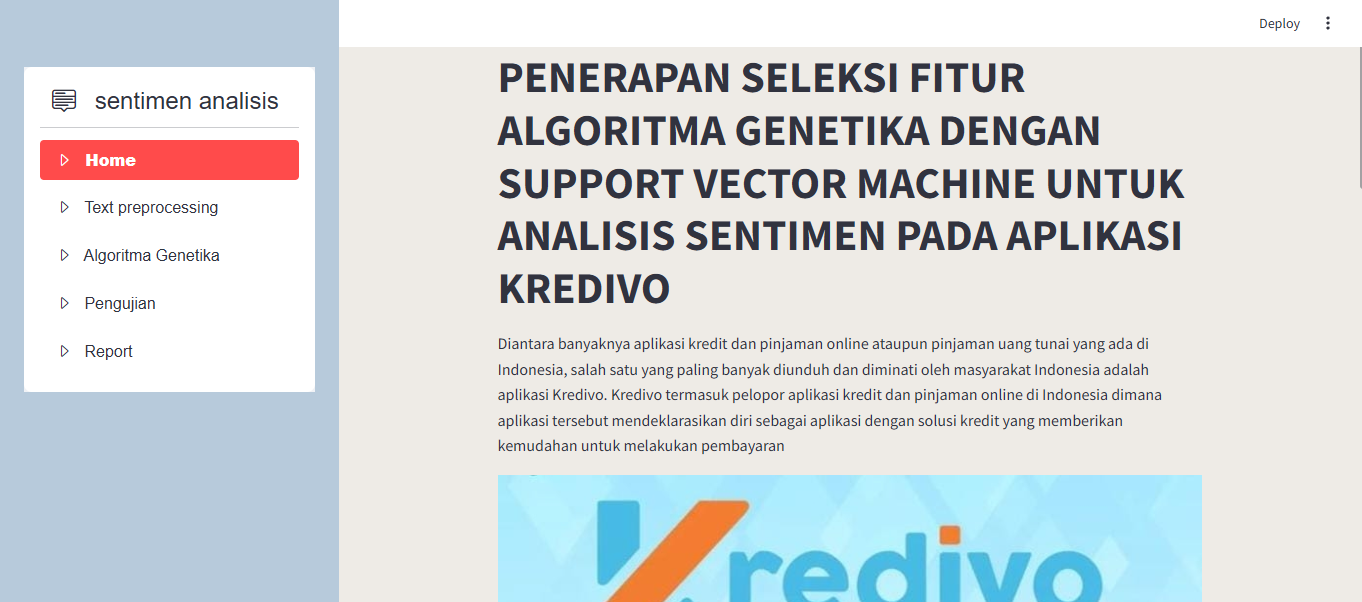 Deploy
sentimen analisis
Home
Text preprocessing
Algoritma Genetika
Pengujian
Report
PENERAPAN SELEKSI FITUR
ALGORITMA GENETIKA DENGAN
SUPPORT VECTOR MACHINE UNTUK
ANALISIS SENTIMEN PADA APLIKASI
KREDIVO
Diantara banyaknya aplikasi kredit dan pinjaman online ataupun pinjaman uang tunai yang ada di
Indonesia, salah satu yang paling banyak diunduh dan diminati oleh masyarakat Indonesia adalah
aplikasi Kredivo. Kredivo termasuk pelopor aplikasi kredit dan pinjaman online di Indonesia dimana
aplikasi tersebut mendeklarasikan diri sebagai aplikasi dengan solusi kredit yang memberikan
kemudahan untuk melakukan pembayaran
Kredivo